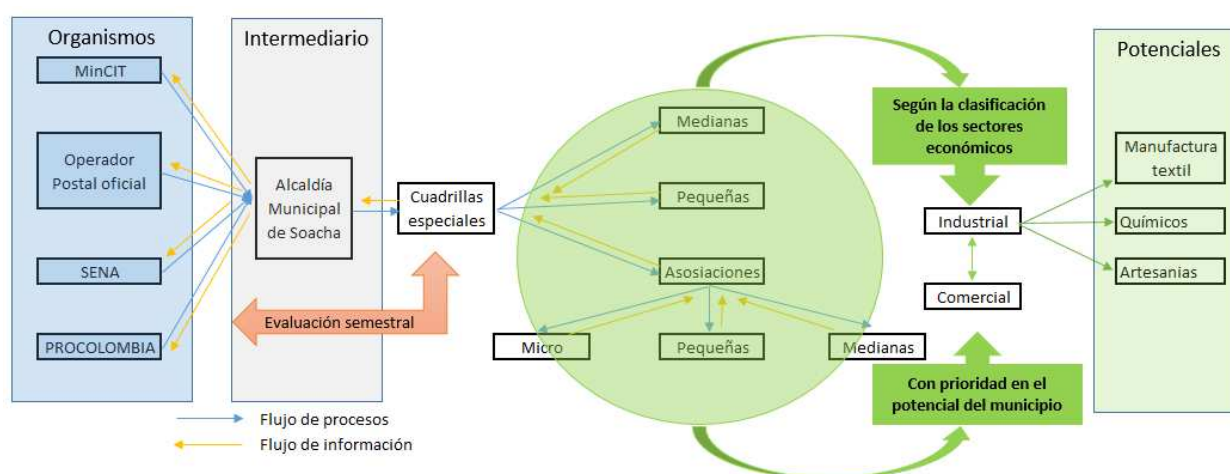 Organismos
MinCIT
Operador
Postal oficial
SENA
PROCOLOMBIA
Intermediario
Alcaldía
Municipal
de Soacha
Cuadrillas
especiales
Evaluación semestral
Flujo de procesos
Flujo de información
Medianas
Pequeñas
Asosiaciones
Micro
Pequeñas
Medianas
Según la clasificación
de los sectores
económicos
Industrial
Comercial
Con prioridad en el
potencial del municipio
Potenciales
Manufactura
textil
Químicos
Artesanias